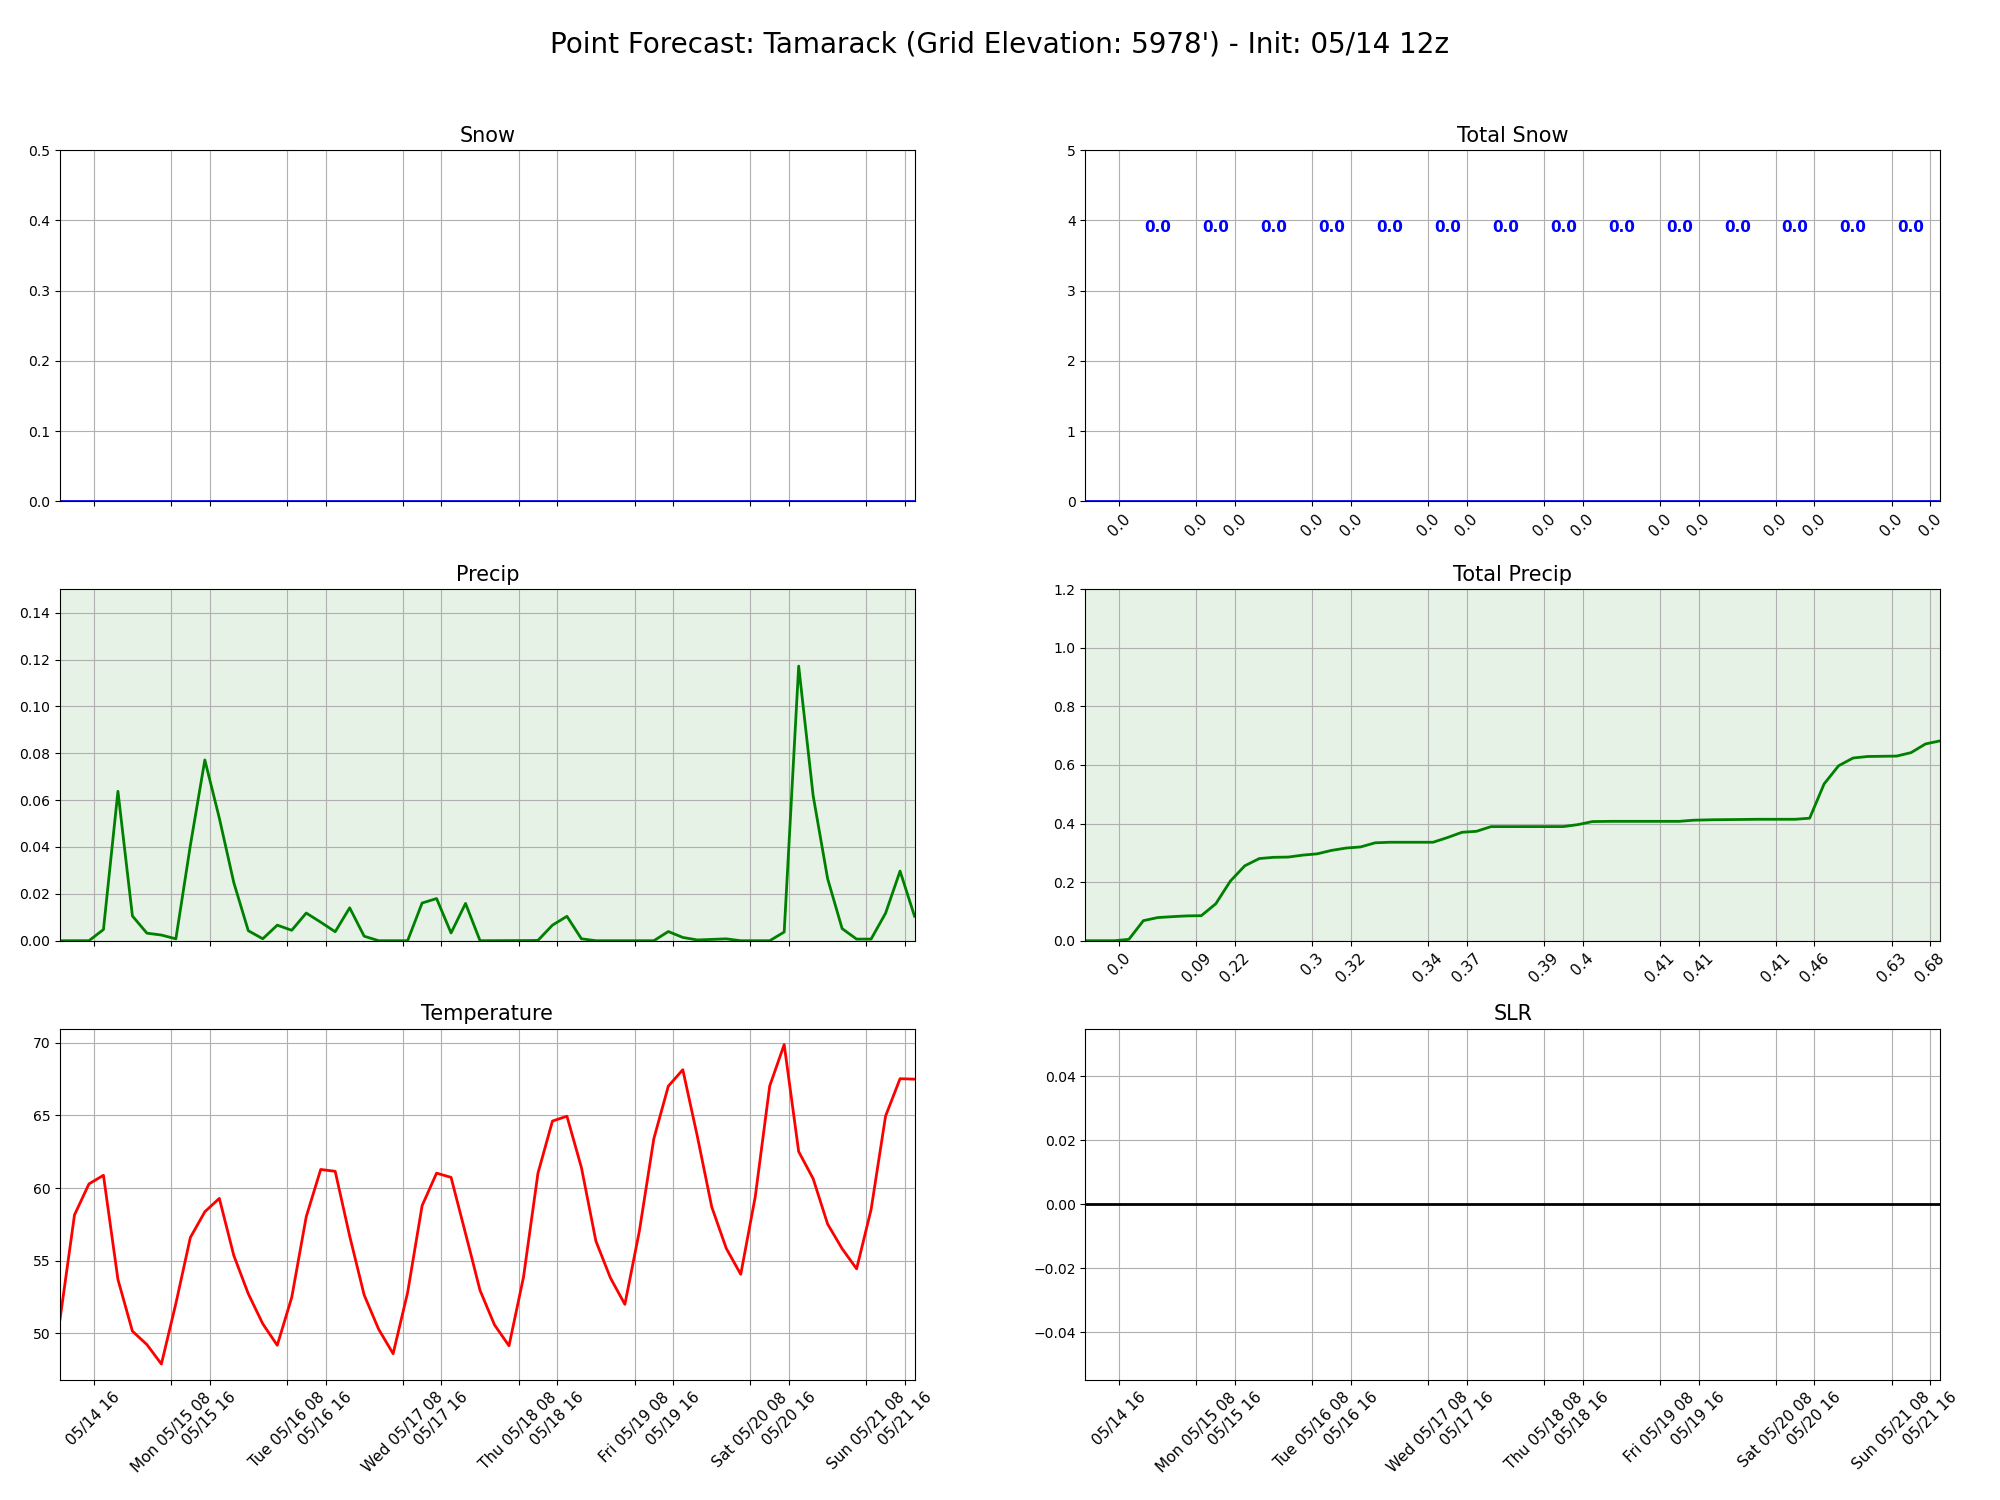 Point Forecast: Tamarack (Grid Elevation: 5978') - Init: 05/14 12z
Snow
0.5
0.4
0.3
0.2
0.1
0.0
Total Snow
5
4
3
2
1
0
0.0 0.0 0.0 0.0 0.0 0.0 0.0 0.0 0.0 0.0 0.0 0.0 0.0 0.0
0.0 0.0 0.0 0.0 0.0 0.0 0.0 0.0 0.0 0.0 0.0 0.0 0.0 0.0 0.0
Precip
0.14
0.12
0.10
0.08
0.06
0.04
0.02
0.00
Total Precip
1.2
1.0
0.8
0.6
0.4
0.2
0.0
0.0 0.09 0.22 0.3 0.32 0.34 0.37 0.39 0.4 0.41 0.41 0.41 0.46 0.63 0.68
Temperature
70
65
60
55
50
05/14 16
Mon 05/15 08
05/15 16
Tue 05/16 08
05/16 16
Wed 05/17 08
05/17 16
Thu 05/18 08
05/18 16
Fri 05/19 08
05/19 16
Sat 05/20 08
05/20 16
Sun 05/21 08
05/21 16
SLR
0.04
0.02
0.00
−0.02
−0.04
05/14 16
Mon 05/15 08
05/15 16
Tue 05/16 08
05/16 16
Wed 05/17 08
05/17 16
Thu 05/18 08
05/18 16
Fri 05/19 08
05/19 16
Sat 05/20 08
05/20 16
Sun 05/21 08
05/21 16